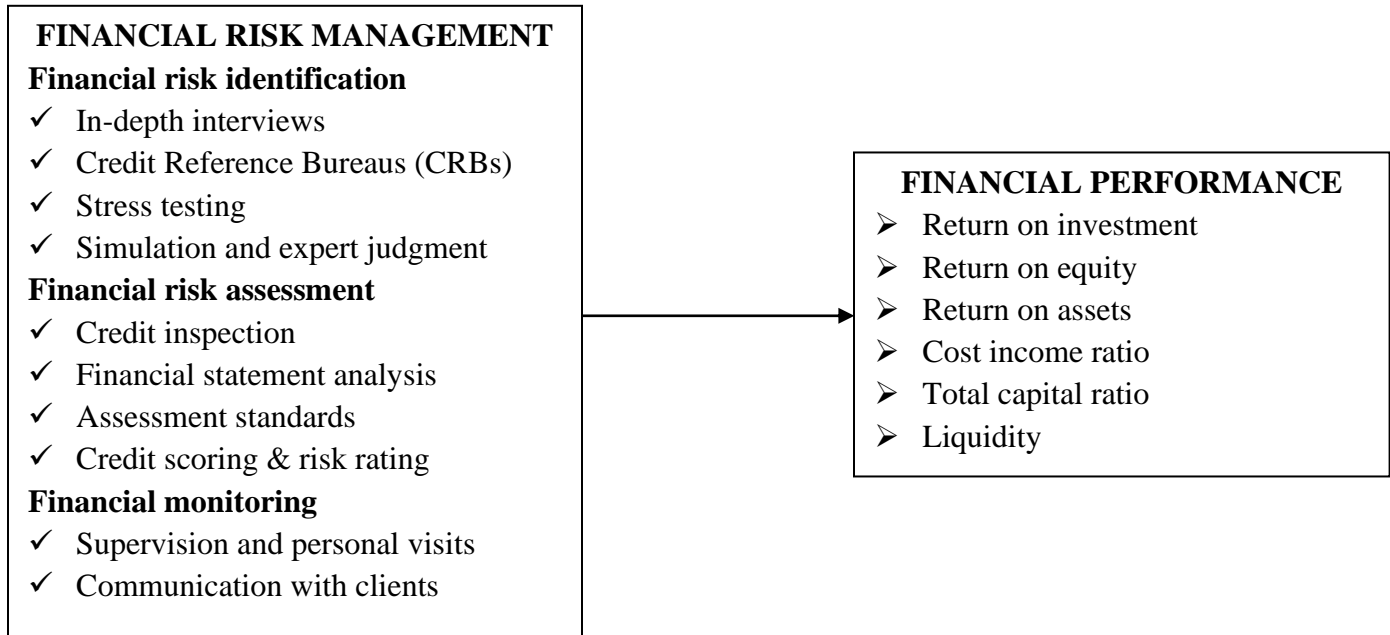 FINANCIAL RISK MANAGEMENT
Financial risk identification
✓ In-depth interviews
✓ Credit Reference Bureaus (CRBs)
✓ Stress testing
✓ Simulation and expert judgment
Financial risk assessment
✓ Credit inspection
✓ Financial statement analysis
✓ Assessment standards
✓ Credit scoring & risk rating
Financial monitoring
✓ Supervision and personal visits
✓ Communication with clients
FINANCIAL PERFORMANCE
➢ Return on investment
➢ Return on equity
➢ Return on assets
➢ Cost income ratio
➢ Total capital ratio
➢ Liquidity